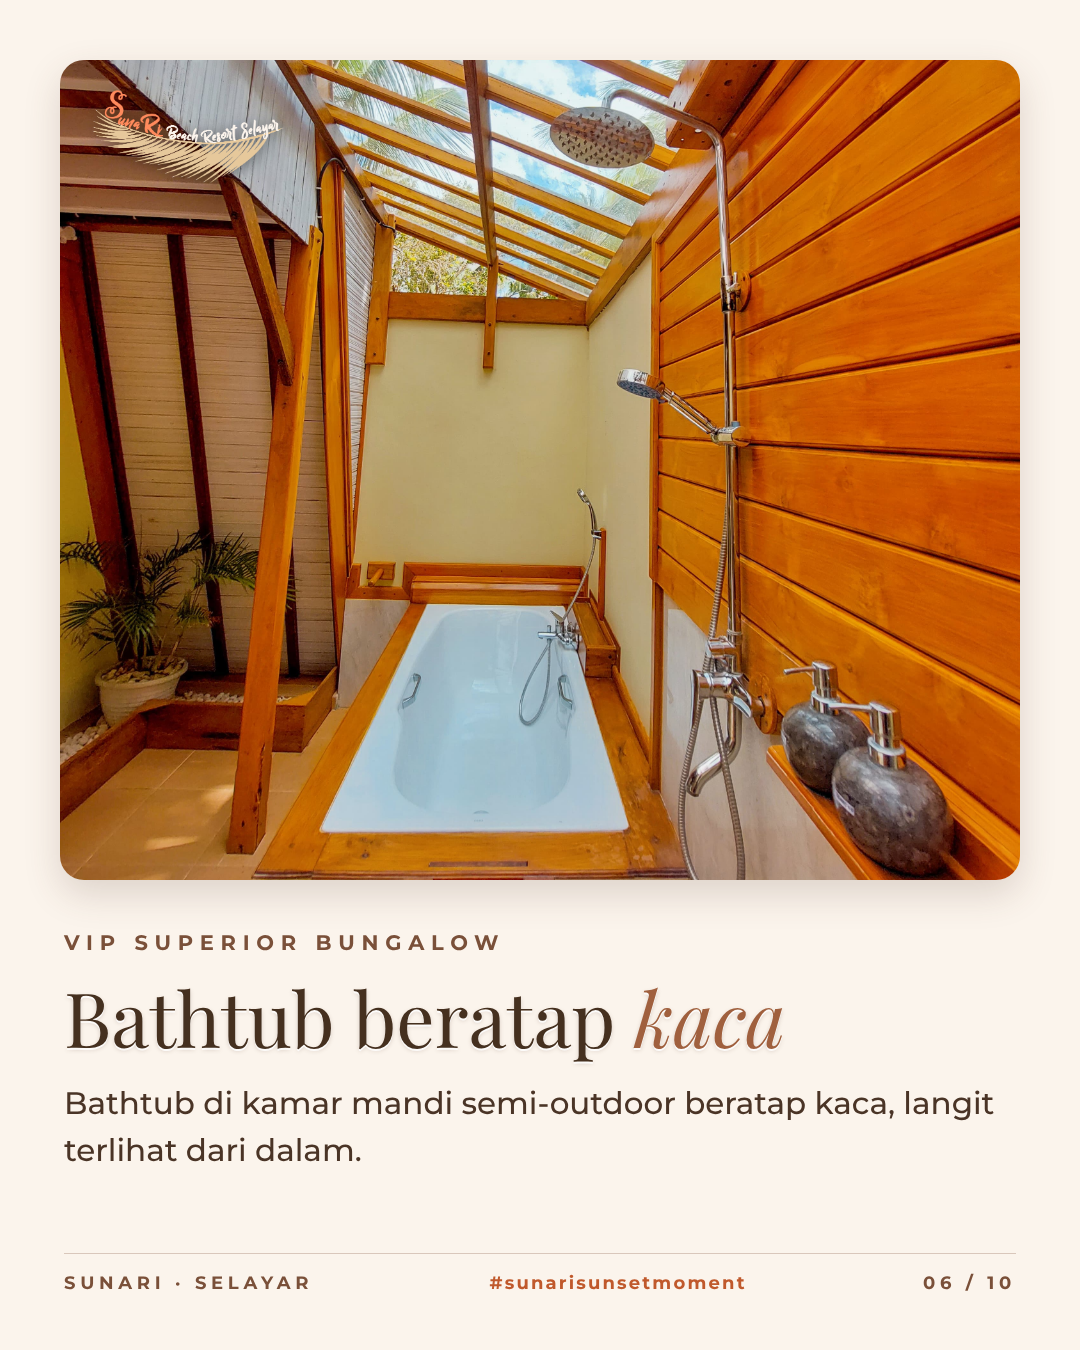 SunaRi Beach Resort Selayar
VIP SUPERIOR BUNGALOW
Bathtub beratap kaca
Bathtub di kamar mandi semi-outdoor beratap kaca, langit
terlihat dari dalam.
SUNARI · SELAYAR
#sunarisunsetmoment
06 / 10